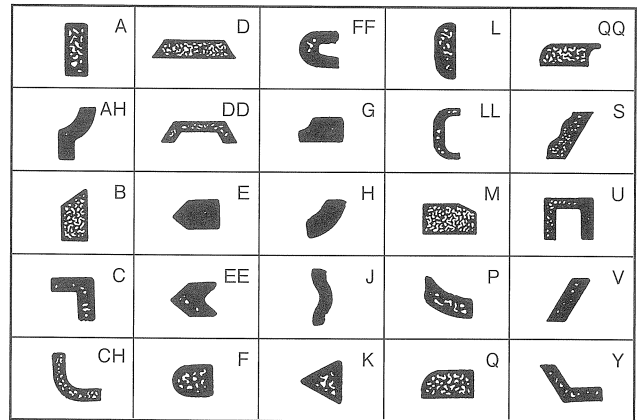 A D FF L QQ
AH DD G LL S
B E H M U
C EE J P V
CH F K Q Y